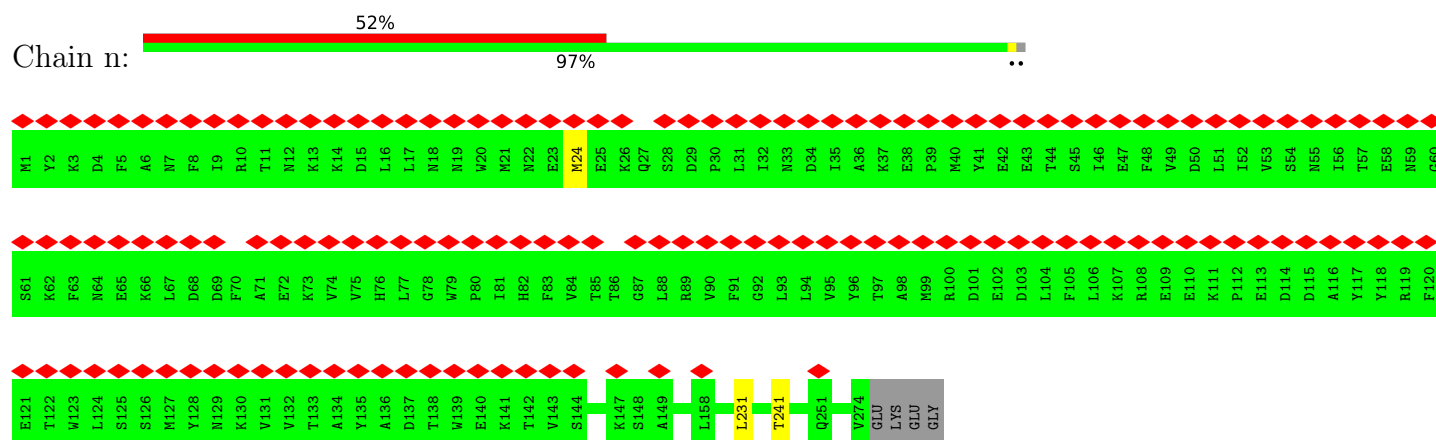 52%
Chain n:
97%
..
M1 Y2 K3 D4 F5 A6 N7 F8 I9 R10 T11 N12 K13 K14 D15 L16 L17 N18 N19 W20 M21 N22 E23 M24 E25 K26 Q27 S28 D29 P30 L31 I32 N33 D34 I35 A36 K37 E38 P39 M40 Y41 E42 E43 T44 S45 I46 E47 F48 V49 D50 L51 I52 V53 S54 N55 I56 T57 E58 N59 G60
S61 K62 F63 N64 E65 K66 L67 D68 D69 F70 A71 E72 K73 V74 V75 H76 L77 G78 W79 P80 I81 H82 F83 V84 T85 T86 G87 L88 R89 V90 F91 G92 L93 L94 V95 Y96 T97 A98 M99 R100 D101 E102 D103 L104 F105 L106 K107 R108 E109 E110 K111 P112 E113 D114 D115 A116 Y117 Y118 R119 F120
E121 T122 W123 L124 S125 S126 M127 Y128 N129 K130 V131 V132 T133 A134 Y135 A136 D137 T138 W139 E140 K141 T142 V143 S144 K147 S148 A149 L158 L231 T241 Q251 V274 GLU LYS GLU GLY